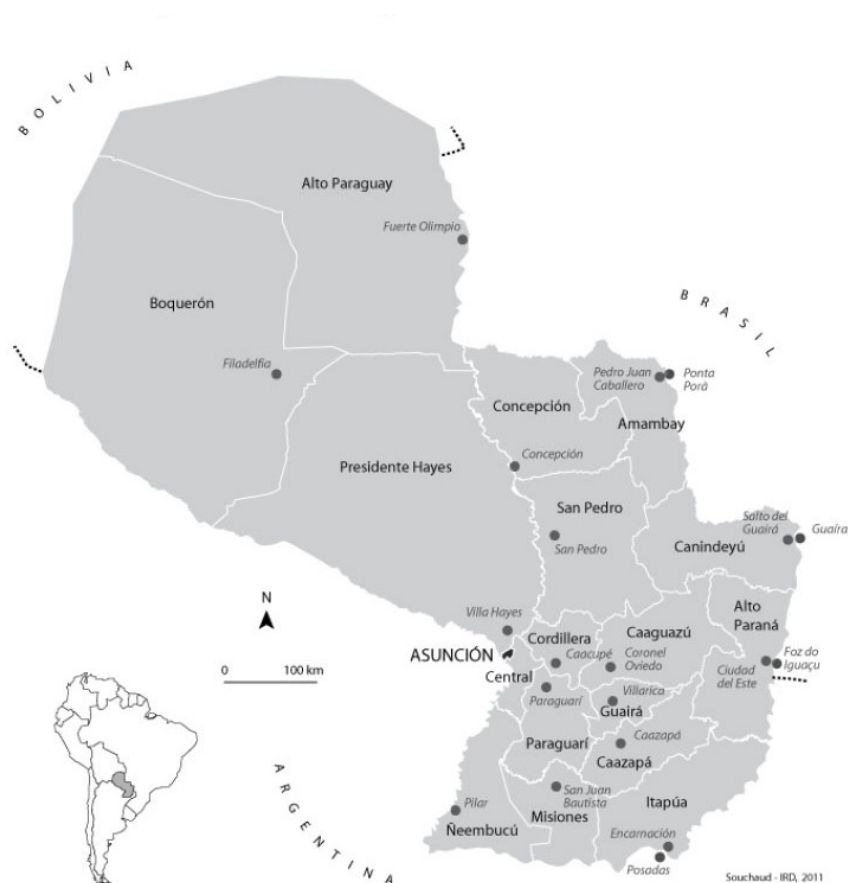 BOLIVIA
Alto Paraguay
Fuerte Olimpio
BRASIL
Boquerón
Filadelfia
Pedro Juan
Caballero
Ponta
Porà
Concepción
Amambay
Concepción
Presidente Hayes
San Pedro
San Pedro
Salto del
Guairá
Guaíra
Canindeyú
N
Villa Hayes
Alto
Paraná
Cordillera
Caaguazú
ASUNCIÓN
Caacupé
Coronel
Oviedo
Foz do
Iguaçu
0 100 km
Central
Ciudad
del Este
Paraguarí
Villarica
Guairá
Caazapá
Paraguarí
Caazapá
ARGENTINA
San Juan
Bautista
Itapúa
Pilar
Misiones
Ñeembucú
Encarnación
Posadas
Souchaud - IRD, 2011